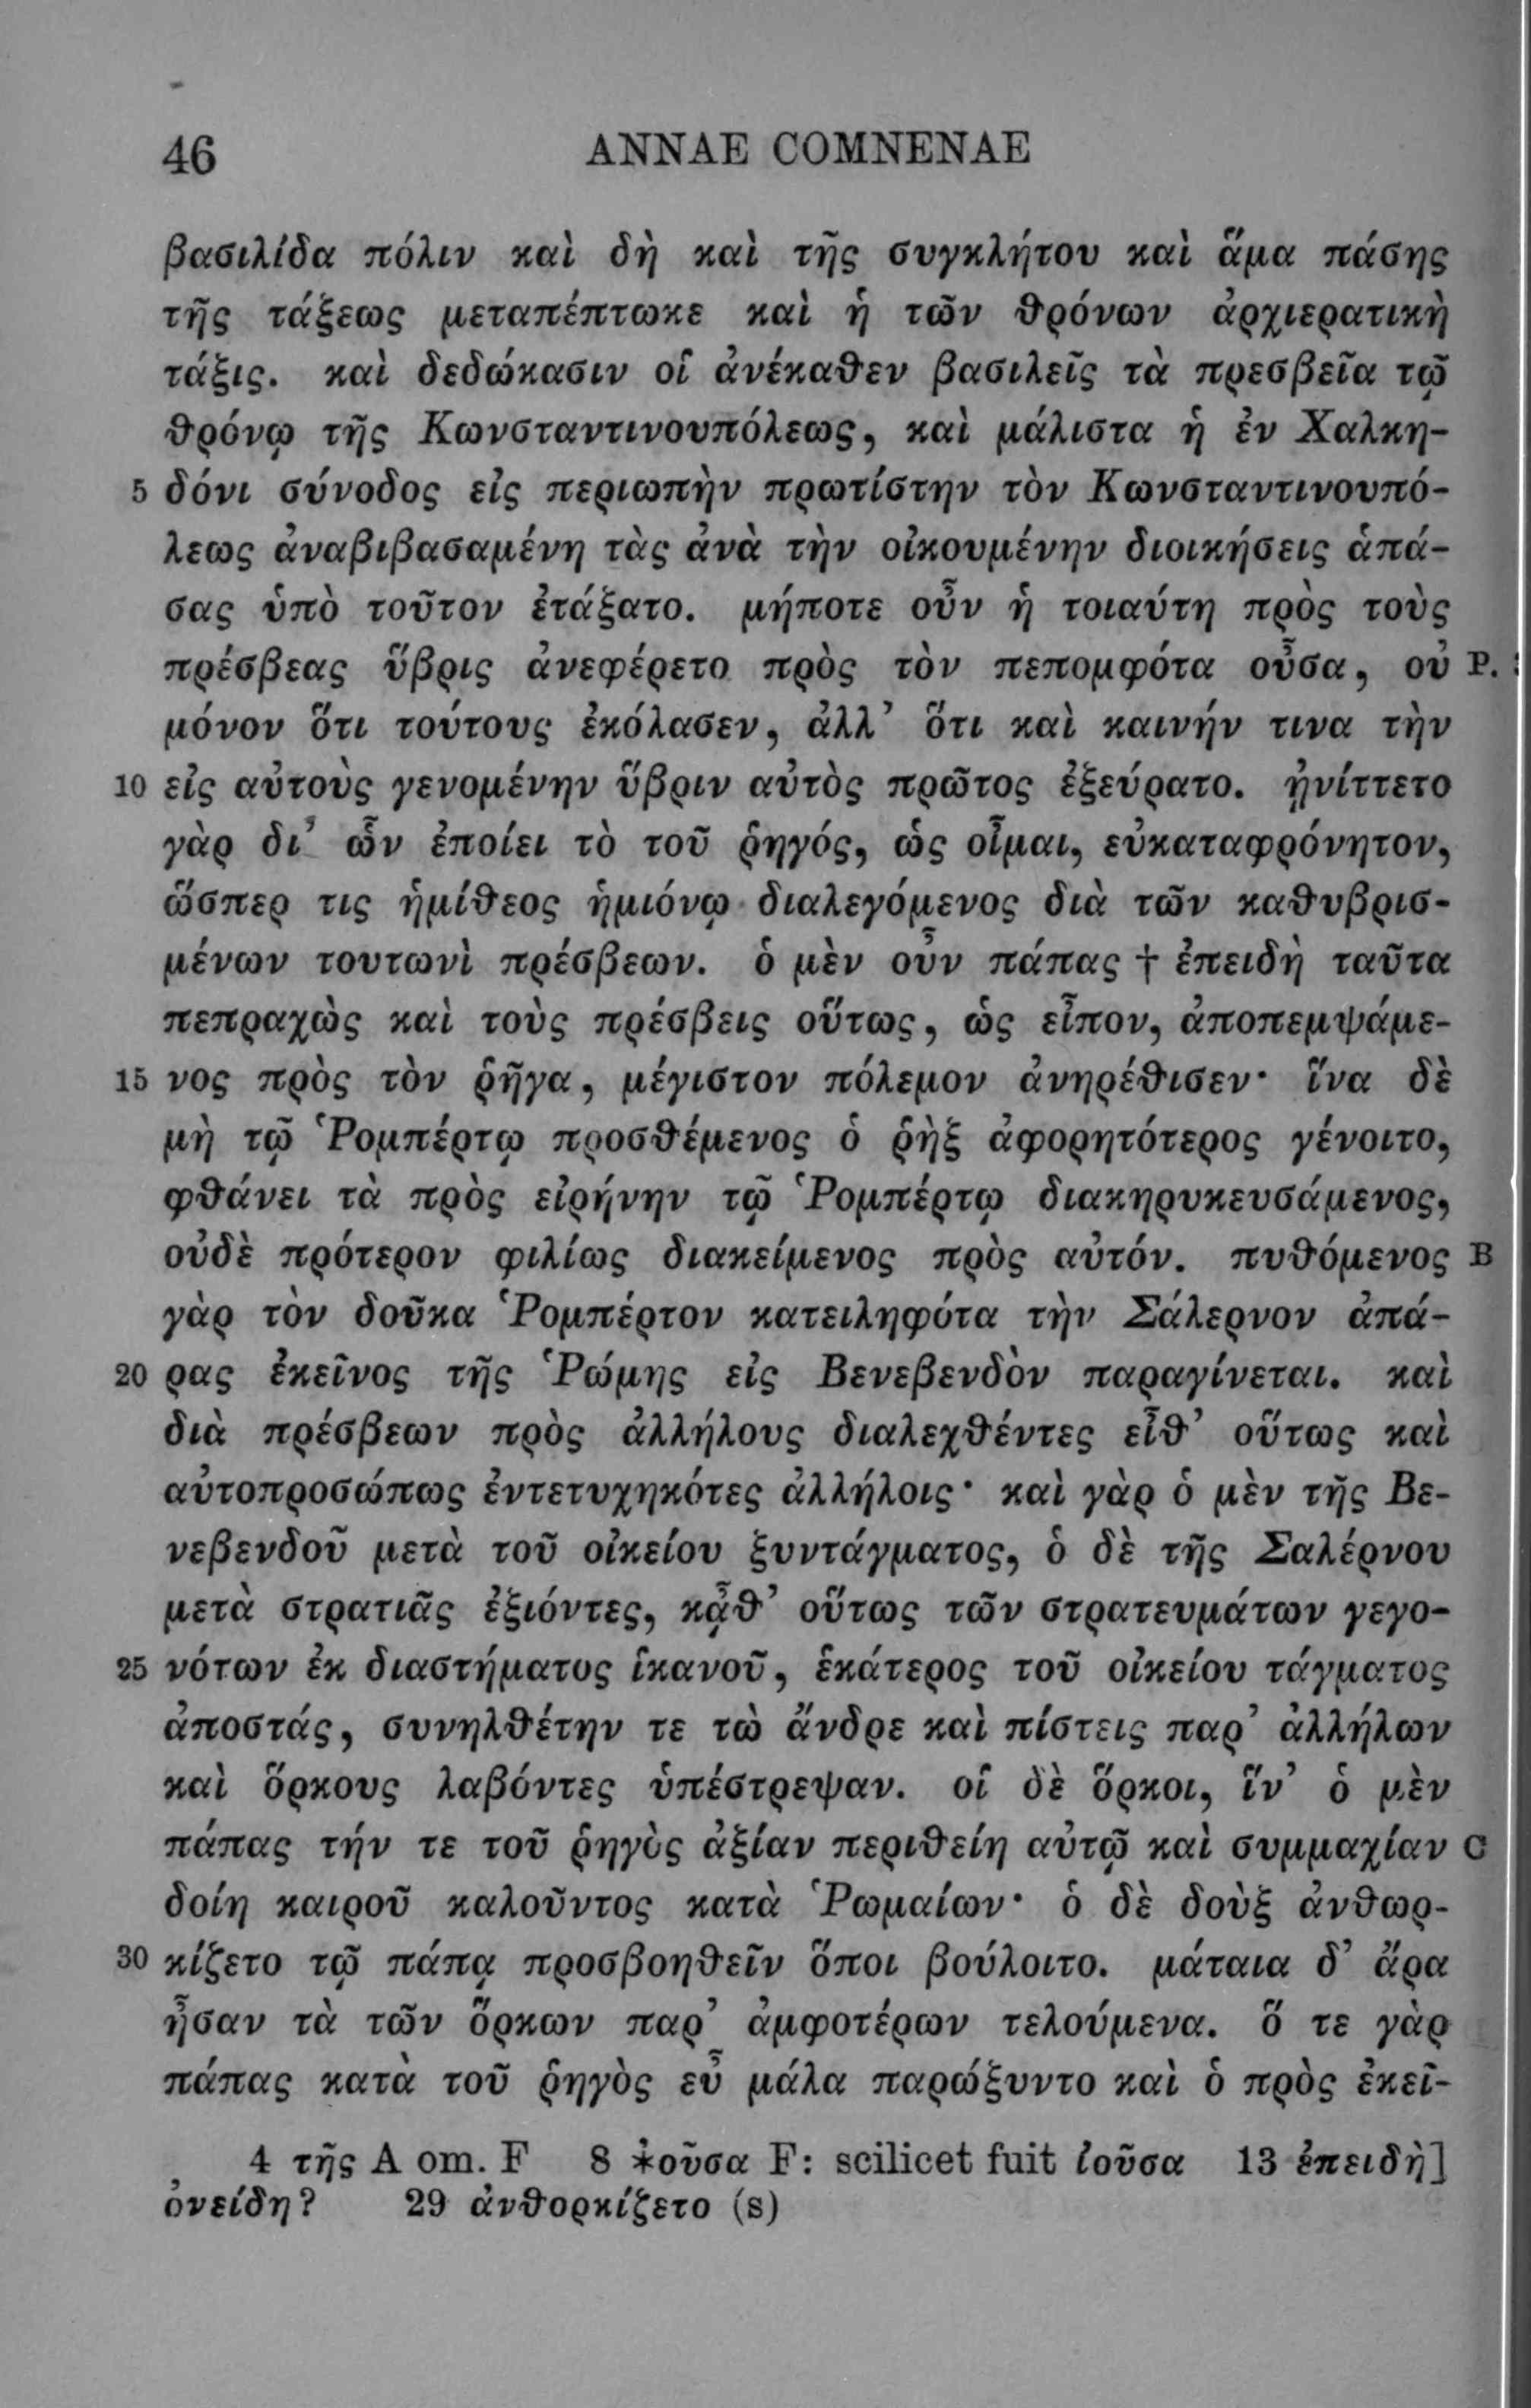 46 ANNAE COMNENAE
βασιλίδα πόλιν καὶ δὴ καὶ τῆς συγκλήτου καὶ ἅμα πάσης
τῆς τάξεως μεταπέπτωκε καὶ ἡ τῶν θρόνων ἀρχιερατικὴ
τάξις. καὶ δεδώκασιν οἱ ἀνέκαθεν βασιλεῖς τὰ πρεσβεῖα τῷ
θρόνῳ τῆς Κωνσταντινουπόλεως, καὶ μάλιστα ἡ ἐν Χαλκη-
5 δόνι σύνοδος εἰς περιωπὴν πρωτίστην τὸν Κωνσταντινουπό-
λεως ἀναβιβασαμένη τὰς ἀνὰ τὴν οἰκουμένην διοικήσεις ἁπά-
σας ὑπὸ τοῦτον ἐτάξατο. μήποτε οὖν ἡ τοιαύτη πρὸς τοὺς
πρέσβεας ὕβρις ἀνεφέρετο πρὸς τὸν πεπομφότα οὖσα, οὐ P.
μόνον ὅτι τούτους ἐκόλασεν, ἀλλ’ ὅτι καὶ καινήν τινα τὴν
10 εἰς αὐτοὺς γενομένην ὕβριν αὐτὸς πρῶτος ἐξεύρατο. ᾐνίττετο
γὰρ δι’ ὧν ἐποίει τὸ τοῦ ῥηγός, ὡς οἶμαι, εὐκαταφρόνητον,
ὥσπερ τις ἡμίθεος ἡμιόνῳ διαλεγόμενος διὰ τῶν καθυβρισ-
μένων τουτωνὶ πρέσβεων. ὁ μὲν οὖν πάπας † ἐπειδὴ ταῦτα
πεπραχὼς καὶ τοὺς πρέσβεις οὕτως, ὡς εἶπον, ἀποπεμψάμε-
15 νος πρὸς τὸν ῥῆγα, μέγιστον πόλεμον ἀνηρέθισεν· ἵνα δὲ
μὴ τῷ Ῥομπέρτῳ προσθέμενος ὁ ῥὴξ ἀφορητότερος γένοιτο,
φθάνει τὰ πρὸς εἰρήνην τῷ Ῥομπέρτῳ διακηρυκευσάμενος,
οὐδὲ πρότερον φιλίως διακείμενος πρὸς αὐτόν. πυθόμενος B
γὰρ τὸν δοῦκα Ῥομπέρτον κατειληφότα τὴν Σάλερνον ἀπά-
20 ρας ἐκεῖνος τῆς Ῥώμης εἰς Βενεβενδὸν παραγίνεται. καὶ
διὰ πρέσβεων πρὸς ἀλλήλους διαλεχθέντες εἶθ’ οὕτως καὶ
αὐτοπροσώπως ἐντετυχηκότες ἀλλήλοις· καὶ γὰρ ὁ μὲν τῆς Βε-
νεβενδοῦ μετὰ τοῦ οἰκείου ξυντάγματος, ὁ δὲ τῆς Σαλέρνου
μετὰ στρατιᾶς ἐξιόντες, κᾆθ’ οὕτως τῶν στρατευμάτων γεγο-
25 νότων ἐκ διαστήματος ἱκανοῦ, ἑκάτερος τοῦ οἰκείου τάγματος
ἀποστάς, συνηλθέτην τε τὼ ἄνδρε καὶ πίστεις παρ’ ἀλλήλων
καὶ ὅρκους λαβόντες ὑπέστρεψαν. οἱ δὲ ὅρκοι, ἵν’ ὁ μὲν
πάπας τήν τε τοῦ ῥηγὸς ἀξίαν περιθείη αὐτῷ καὶ συμμαχίαν C
δοίη καιροῦ καλοῦντος κατὰ Ῥωμαίων· ὁ δὲ δοὺξ ἀνθωρ-
30 κίζετο τῷ πάπᾳ προσβοηθεῖν ὅποι βούλοιτο. μάταια δ’ ἄρα
ἦσαν τὰ τῶν ὅρκων παρ’ ἀμφοτέρων τελούμενα. ὅ τε γὰρ
πάπας κατὰ τοῦ ῥηγὸς εὖ μάλα παρώξυντο καὶ ὁ πρὸς ἐκεῖ-
4 τῆς A om. F 8 *οῦσα F: scilicet fuit ἰοῦσα 13 ἐπειδὴ]
ὀνείδη? 29 ἀνθορκίζετο (s)